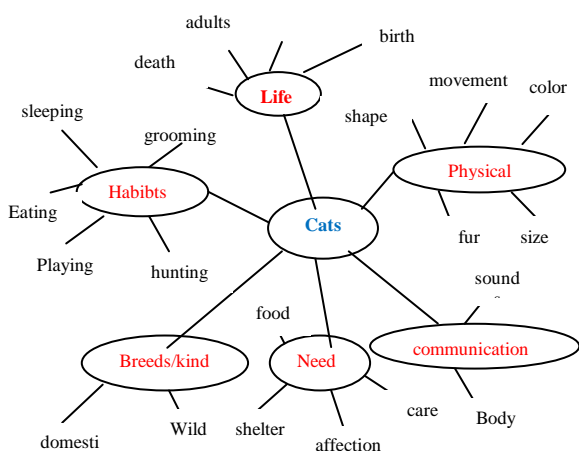 adults
birth
death
Life
movement
color
sleeping
shape
grooming
Physical
Habibts
Eating
Cats
fur
size
Playing
hunting
sound
food
Breeds/kind
Need
communication
care
Body
domesti
Wild
shelter
affection